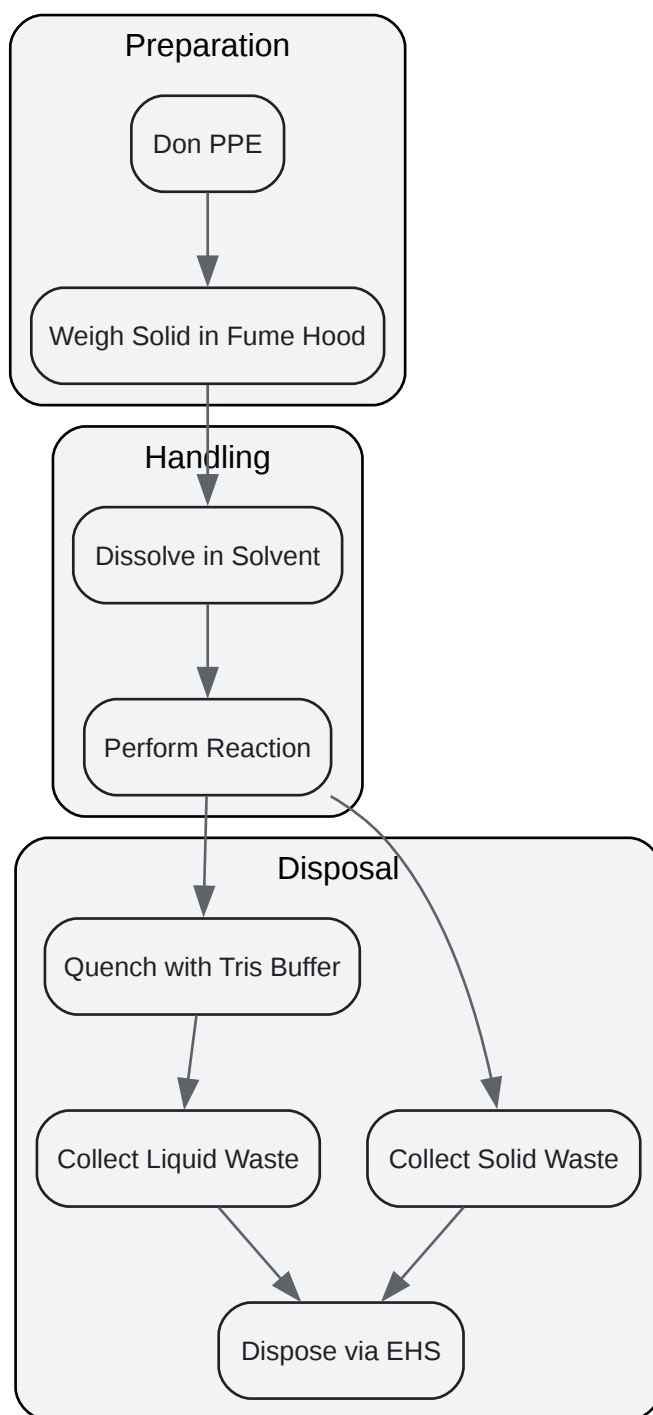 Preparation
Don PPE
Weigh Solid in Fume Hood
Handling
Dissolve in Solvent
Perform Reaction
Disposal
Quench with Tris Buffer
Collect Liquid Waste
Collect Solid Waste
Dispose via EHS